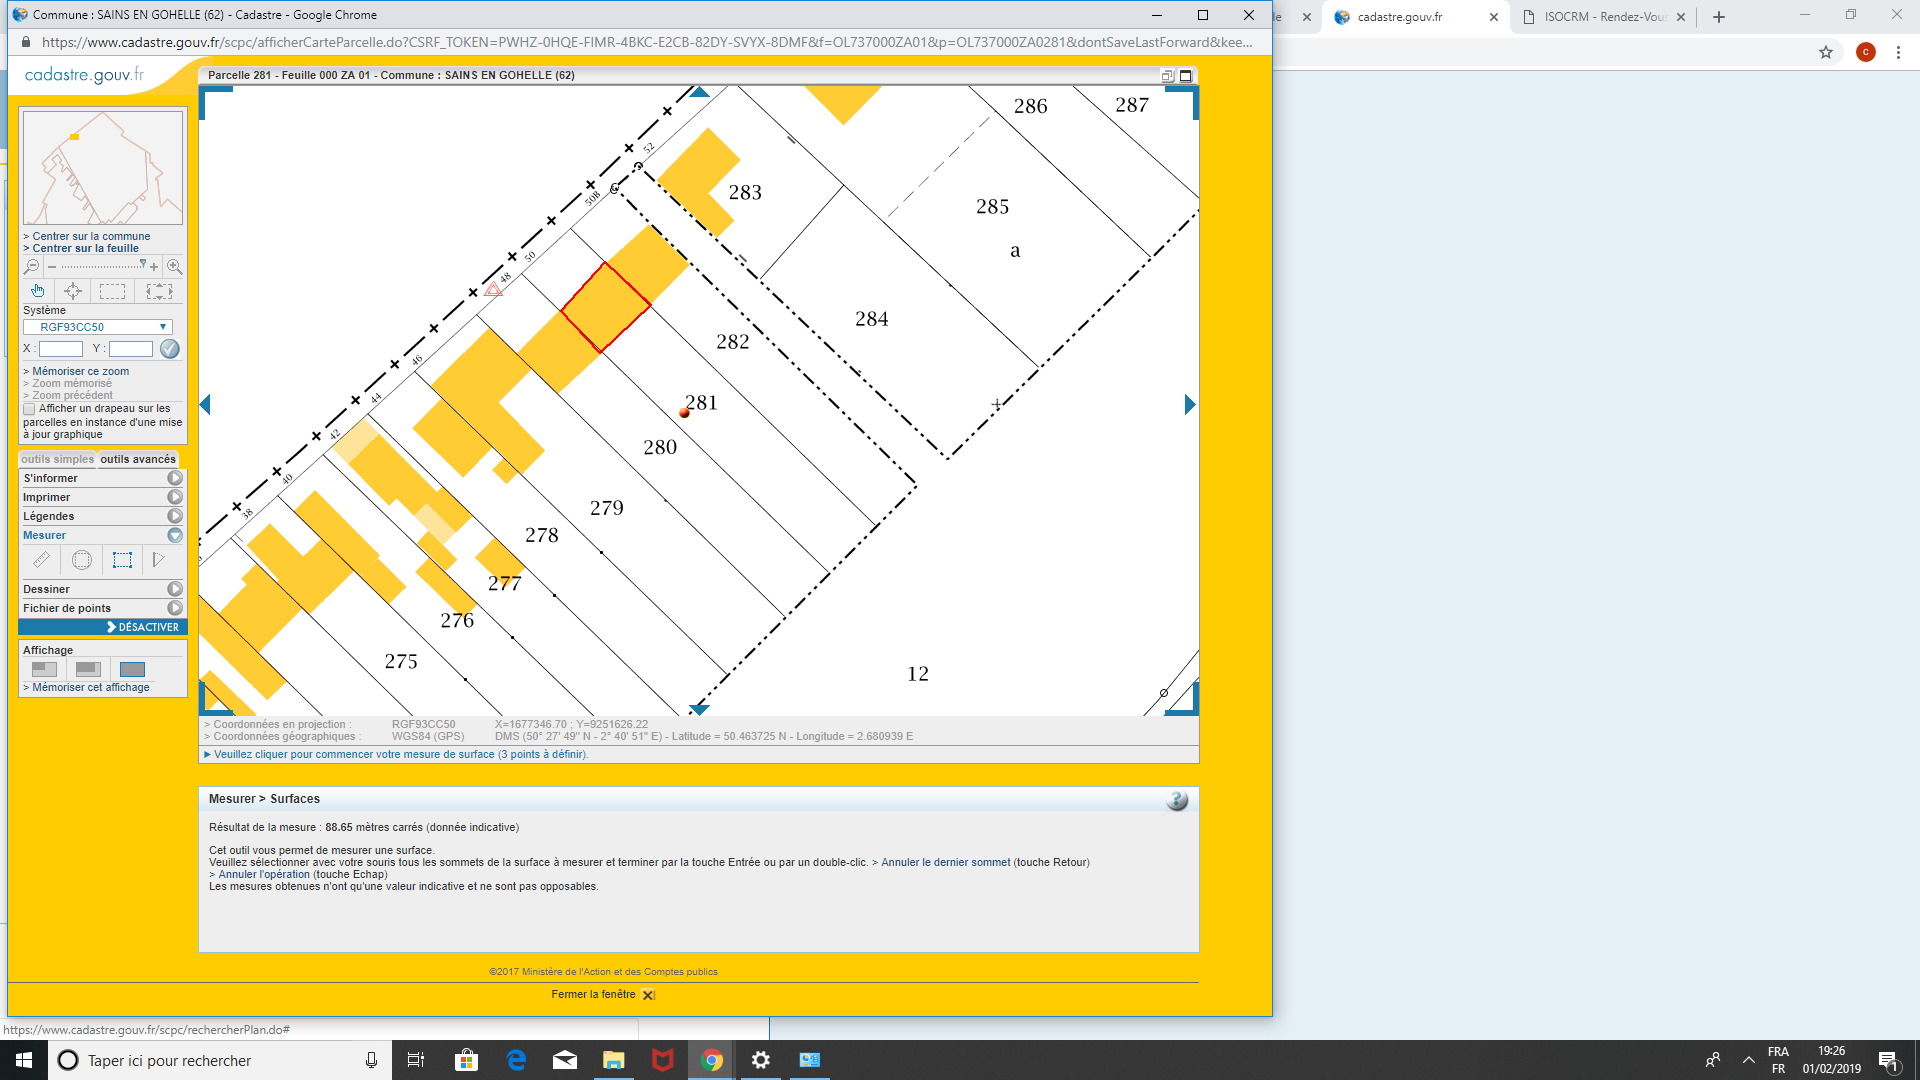 Commune : SAINS EN GOHELLE (62) - Cadastre - Google Chrome
cadastre.gouv.fr
ISOCRM - Rendez-Vou
https://www.cadastre.gouv.fr/scpc/afficherCarteParcelle.do?CSRF_TOKEN=PWHZ-0HQE-FIMR-4BKC-E2CB-82DY-SVYX-8DMF&f=OL737000ZA01&p=OL737000ZA0281&dontSaveLastForward&kee...
c
cadastre.gouv.fr
Parcelle 281 - Feuille 000 ZA 01 - Commune : SAINS EN GOHELLE (62)
> Centrer sur la commune
> Centrer sur la feuille
Système
RGF93CC50
X :
Y :
> Mémoriser ce zoom
> Zoom mémorisé
> Zoom précédent
Afficher un drapeau sur les
parcelles en instance d'une mise
à jour graphique
outils simples
outils avancés
S'informer
Imprimer
Légendes
Mesurer
Dessiner
Fichier de points
DÉSACTIVER
Affichage
> Mémoriser cet affichage
286
287
52
283
50B
285
a
50
48
284
282
46
281
44
280
42
279
40
278
38
277
276
275
12
> Coordonnées en projection :
RGF93CC50
X=1677346.70 ; Y=9251626.22
> Coordonnées géographiques :
WGS84 (GPS)
DMS (50° 27' 49'' N - 2° 40' 51'' E) - Latitude = 50.463725 N - Longitude = 2.680939 E
Veuillez cliquer pour commencer votre mesure de surface (3 points à définir).
Mesurer > Surfaces
?
Résultat de la mesure : 88.65 mètres carrés (donnée indicative)
Cet outil vous permet de mesurer une surface.
Veuillez sélectionner avec votre souris tous les sommets de la surface à mesurer et terminer par la touche Entrée ou par un double-clic. > Annuler le dernier sommet (touche Retour)
> Annuler l'opération (touche Echap)
Les mesures obtenues n'ont qu'une valeur indicative et ne sont pas opposables.
©2017 Ministère de l'Action et des Comptes publics
Fermer la fenêtre
https://www.cadastre.gouv.fr/scpc/rechercherPlan.do#
Taper ici pour rechercher
FRA
FR
19:26
01/02/2019
1